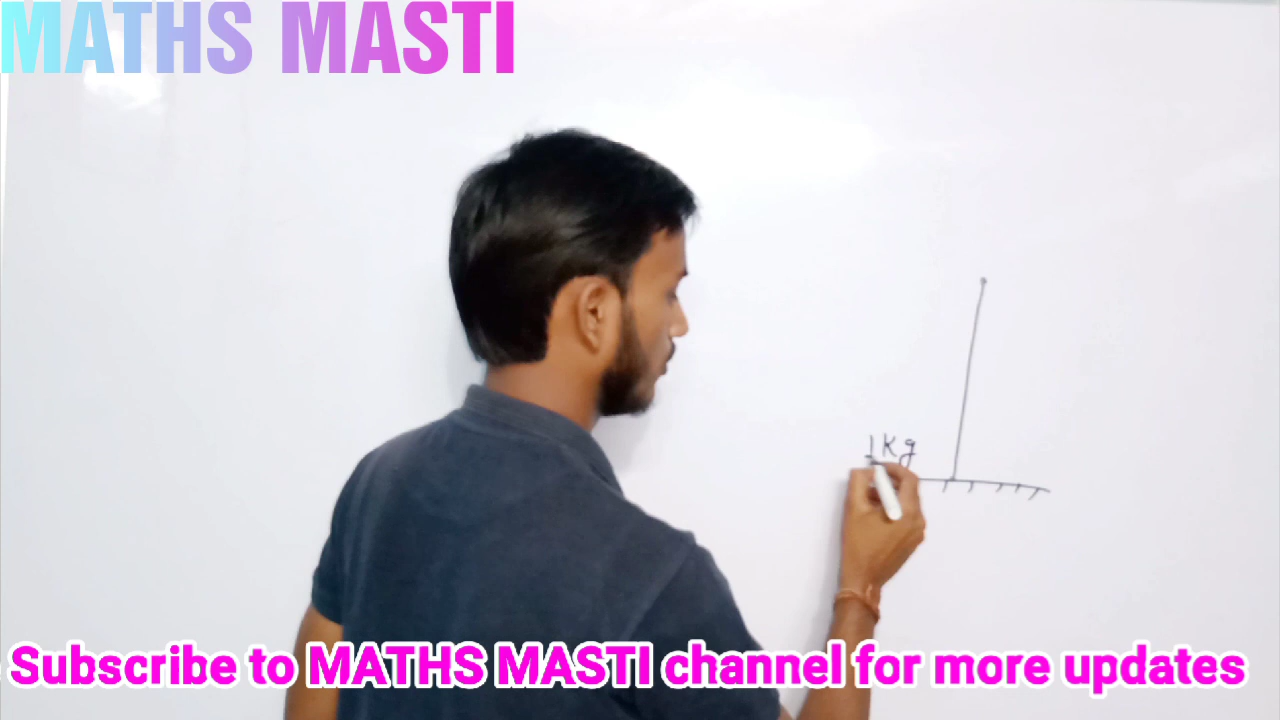 MATHS MASTI
1Kg
Subscribe to MATHS MASTI channel for more updates